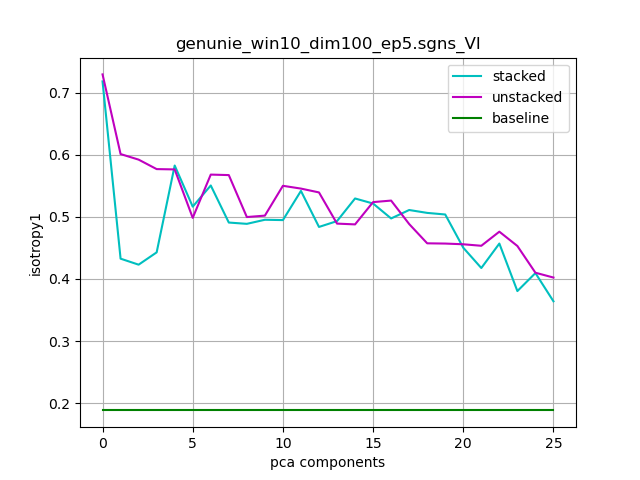 genunie_win10_dim100_ep5.sgns_VI
stacked
unstacked
baseline
isotropy1
0.7
0.6
0.5
0.4
0.3
0.2
0 5 10 15 20 25
pca components